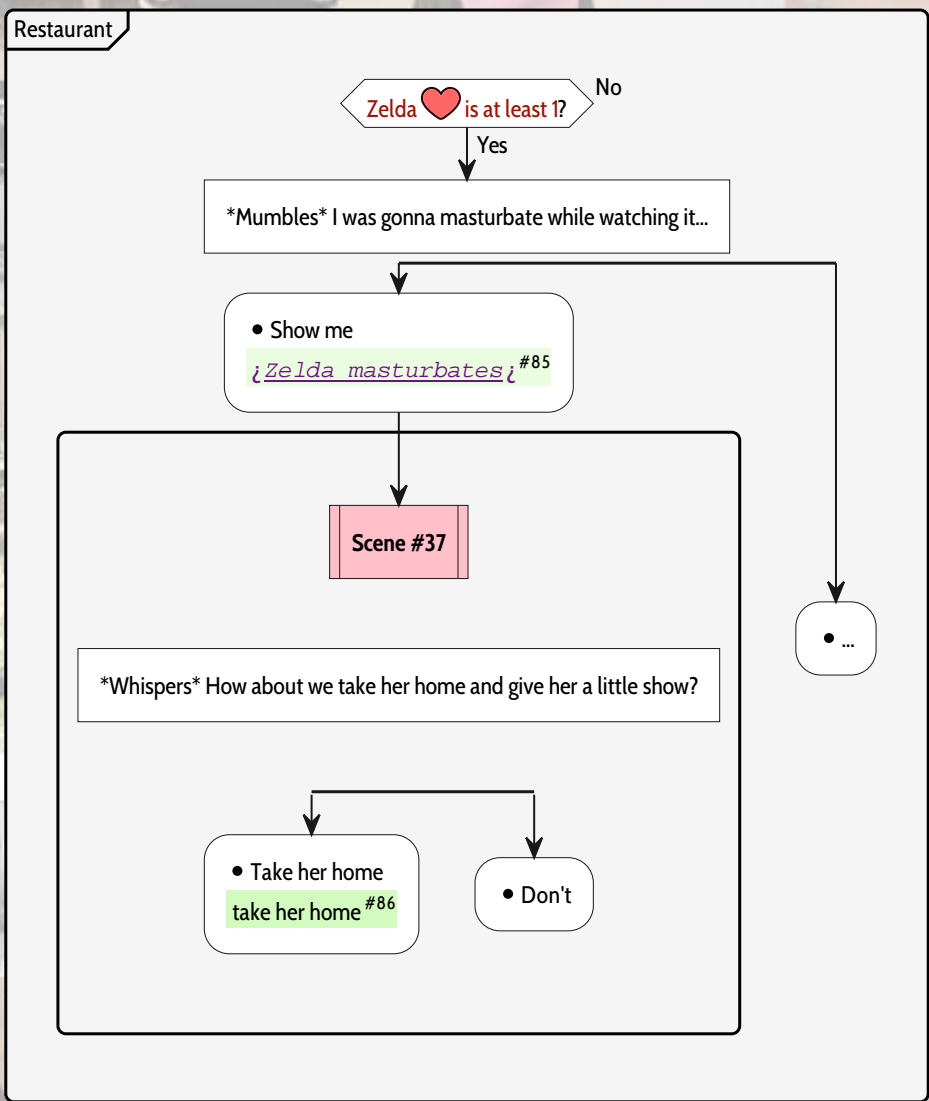 Restaurant
Zelda is at least 1?
No
Yes
*Mumbles* I was gonna masturbate while watching it...
• Show me
¿Zelda masturbates¿ #85
Scene #37
• ...
*Whispers* How about we take her home and give her a little show?
• Take her home
take her home #86
• Don't